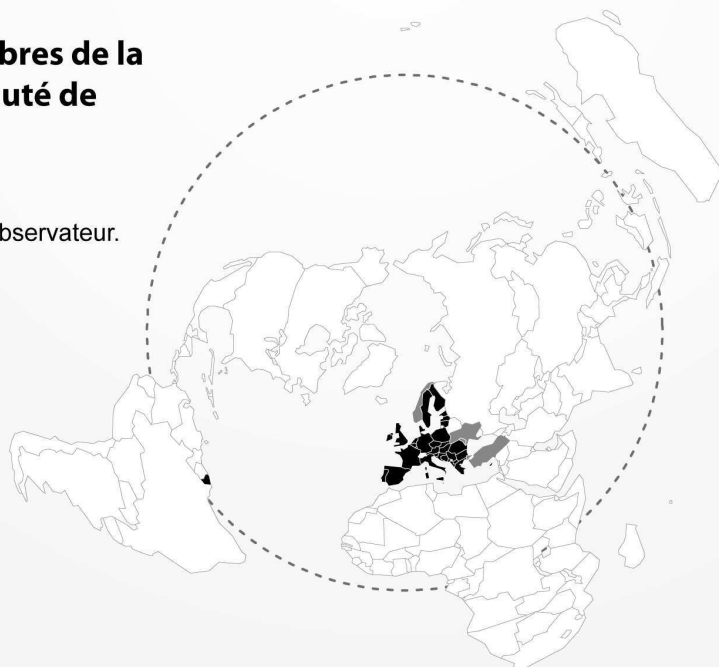 bres de la
uté de
bservateur.